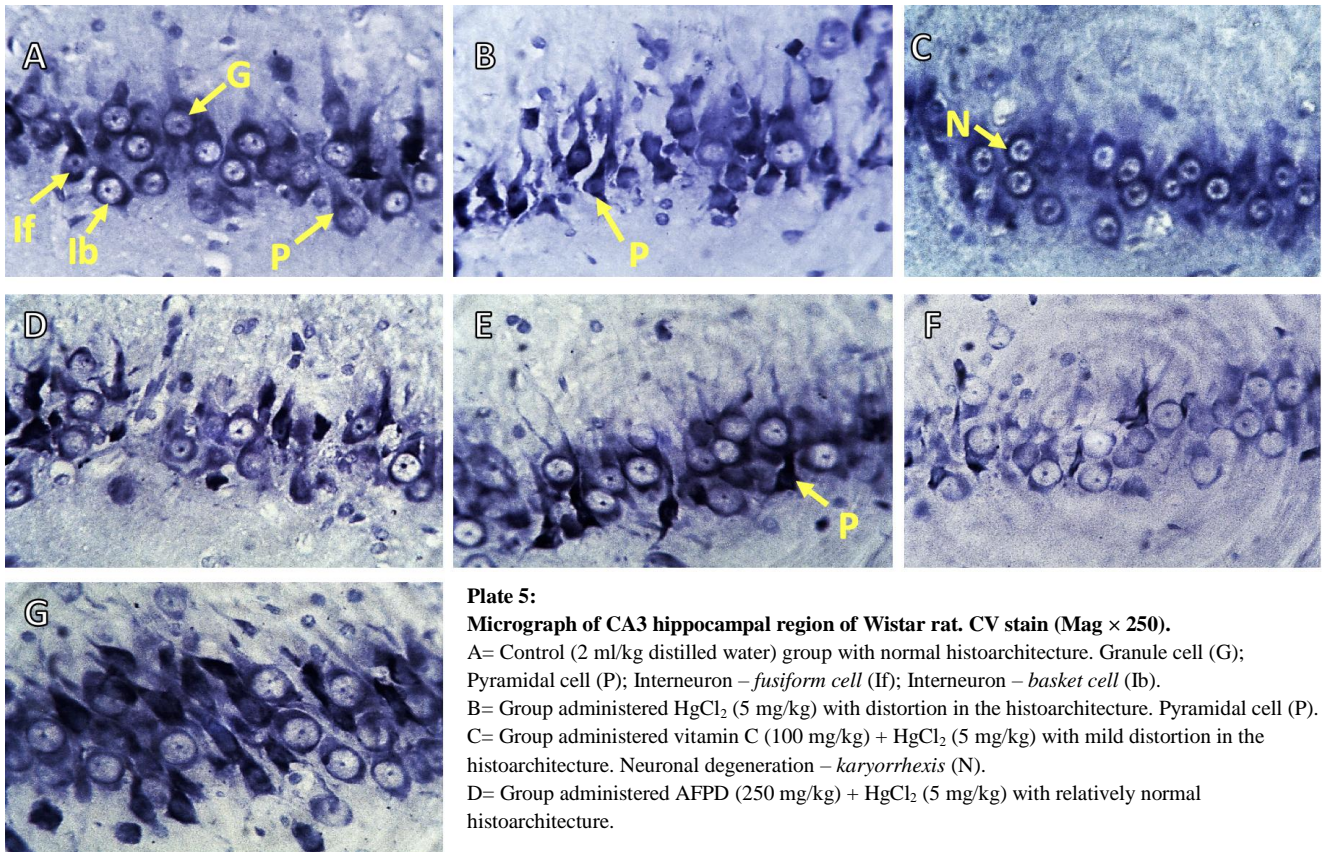 A
G
If
Ib
P
B
P
C
N
D
E
P
F
G
Plate 5:
Micrograph of CA3 hippocampal region of Wistar rat. CV stain (Mag × 250).
A= Control (2 ml/kg distilled water) group with normal histoarchitecture. Granule cell (G);
Pyramidal cell (P); Interneuron – fusiform cell (If); Interneuron – basket cell (Ib).
B= Group administered HgCl₂ (5 mg/kg) with distortion in the histoarchitecture. Pyramidal cell (P).
C= Group administered vitamin C (100 mg/kg) + HgCl₂ (5 mg/kg) with mild distortion in the
histoarchitecture. Neuronal degeneration – karyorrhexis (N).
D= Group administered AFPD (250 mg/kg) + HgCl₂ (5 mg/kg) with relatively normal
histoarchitecture.